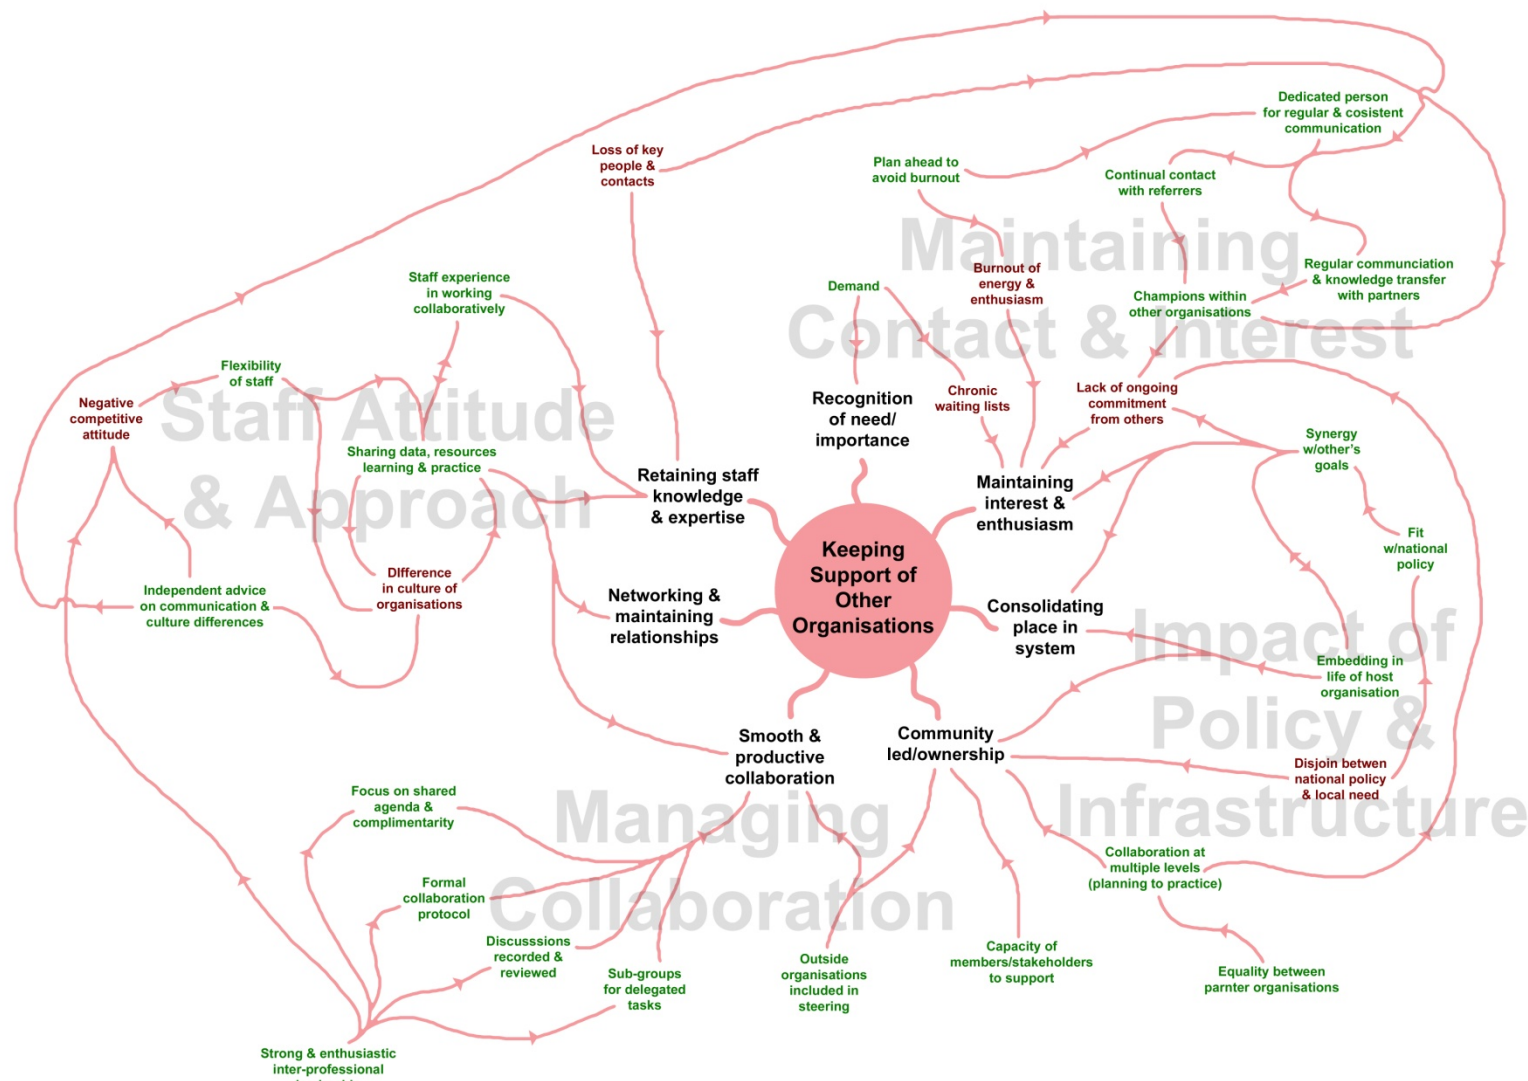 Dedicated person
for regular & cosistent
communication
Loss of key
people &
contacts
Plan ahead to
avoid burnout
Continual contact
with referrers
Maintaining
Contact & Interest
Staff experience
in working
collaboratively
Demand
Burnout of
energy &
enthusiasm
Regular communciation
& knowledge transfer
with partners
Champions within
other organisations
Flexibility
of staff
Negative
competitive
attitude
Staff Attitude
& Approach
Sharing data, resources
learning & practice
Recognition
of need/
importance
Chronic
waiting lists
Lack of ongoing
commitment
from others
Synergy
w/other's
goals
Retaining staff
knowledge
& expertise
Maintaining
interest &
enthusiasm
Keeping
Support of
Other
Organisations
Fit
w/national
policy
Independent advice
on communication &
culture differences
DIfference
in culture of
organisations
Networking &
maintaining
relationships
Consolidating
place in
system
Impact of
Policy &
Infrastructure
Embedding in
life of host
organisation
Smooth &
productive
collaboration
Community
led/ownership
Disjoin betwen
national policy
& local need
Focus on shared
agenda &
complimentarity
Managing
Collaboration
Collaboration at
multiple levels
(planning to practice)
Formal
collaboration
protocol
Discusssions
recorded &
reviewed
Sub-groups
for delegated
tasks
Outside
organisations
included in
steering
Capacity of
members/stakeholders
to support
Equality between
parnter organisations
Strong & enthusiastic
inter-professional